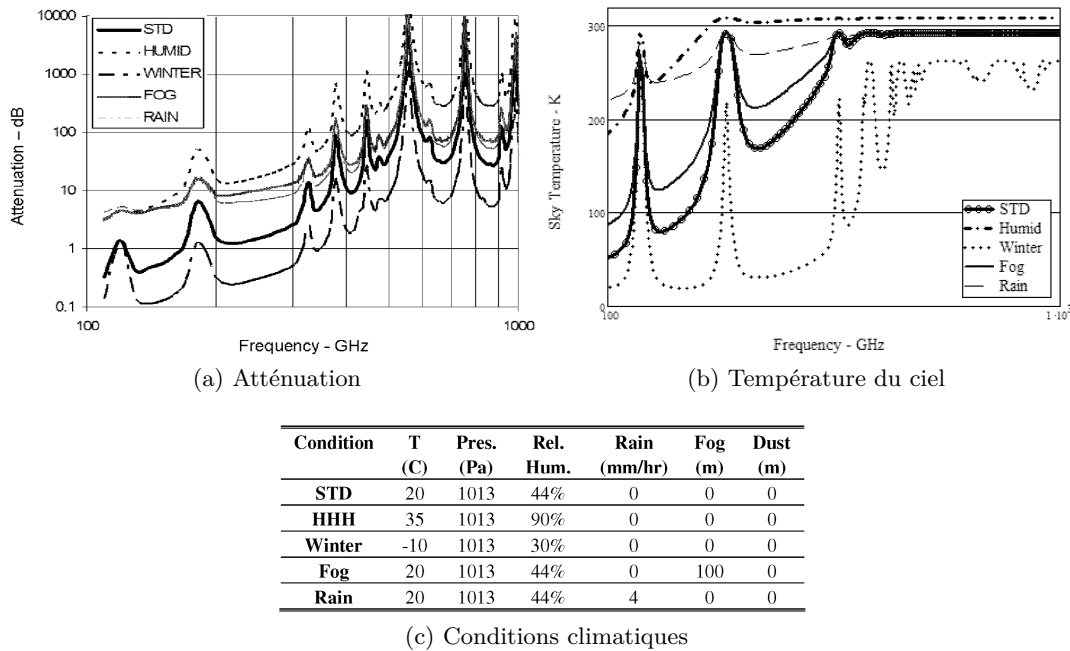 10000
1000
100
10
1
0.1
Attenuation – dB
STD
HUMID
WINTER
FOG
RAIN
100
1000
Frequency - GHz
(a) Atténuation
300
200
100
0
Sky Temperature - K
STD
Humid
Winter
Fog
Rain
100
1·10³
Frequency - GHz
(b) Température du ciel
Condition T Pres. Rel. Rain Fog Dust
(C) (Pa) Hum. (mm/hr) (m) (m)
STD 20 1013 44% 0 0 0
HHH 35 1013 90% 0 0 0
Winter -10 1013 30% 0 0 0
Fog 20 1013 44% 0 100 0
Rain 20 1013 44% 4 0 0
(c) Conditions climatiques